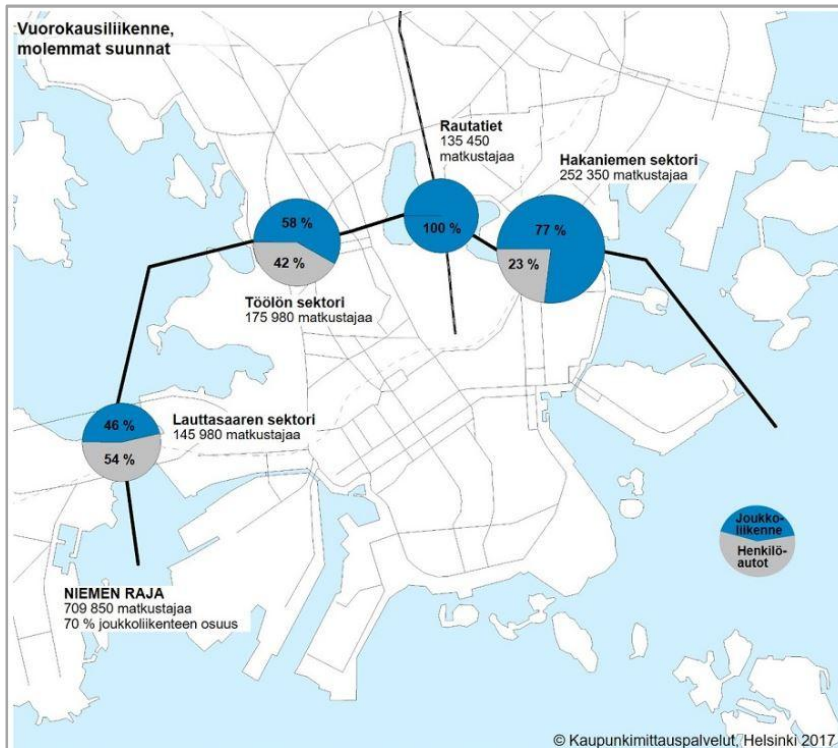 Vuorokausiliikenne,
molemmat suunnat
Rautatiet
135 450
matkustajaa
Hakaniemen sektori
252 350 matkustajaa
58 %
42 %
100 %
77 %
23 %
Töölön sektori
175 980 matkustajaa
46 %
54 %
Lauttasaaren sektori
145 980 matkustajaa
Joukko-
liikenne
Henkilö-
autot
NIEMEN RAJA
709 850 matkustajaa
70 % joukkoliikenteen osuus
© Kaupunkimittauspalvelut, Helsinki 2017